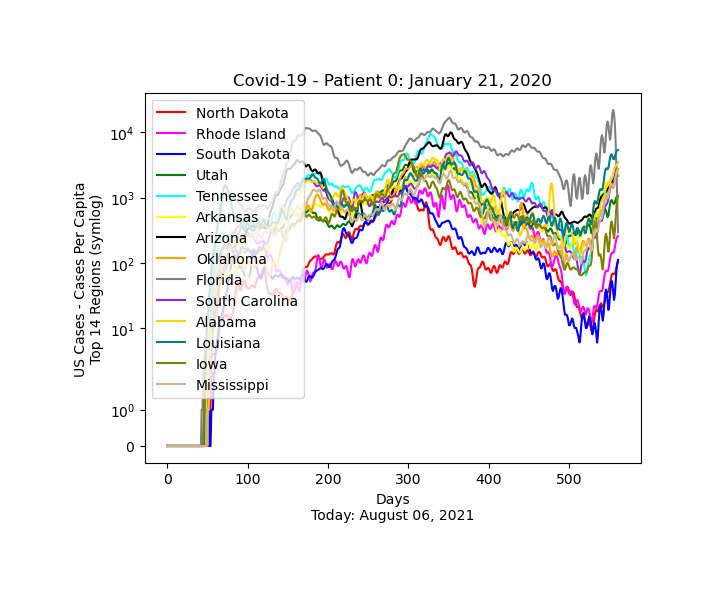 Covid-19 - Patient 0: January 21, 2020
US Cases - Cases Per Capita
Top 14 Regions (symlog)
10⁴
10³
10²
10¹
10⁰
0
North Dakota
Rhode Island
South Dakota
Utah
Tennessee
Arkansas
Arizona
Oklahoma
Florida
South Carolina
Alabama
Louisiana
Iowa
Mississippi
0 100 200 300 400 500
Days
Today: August 06, 2021